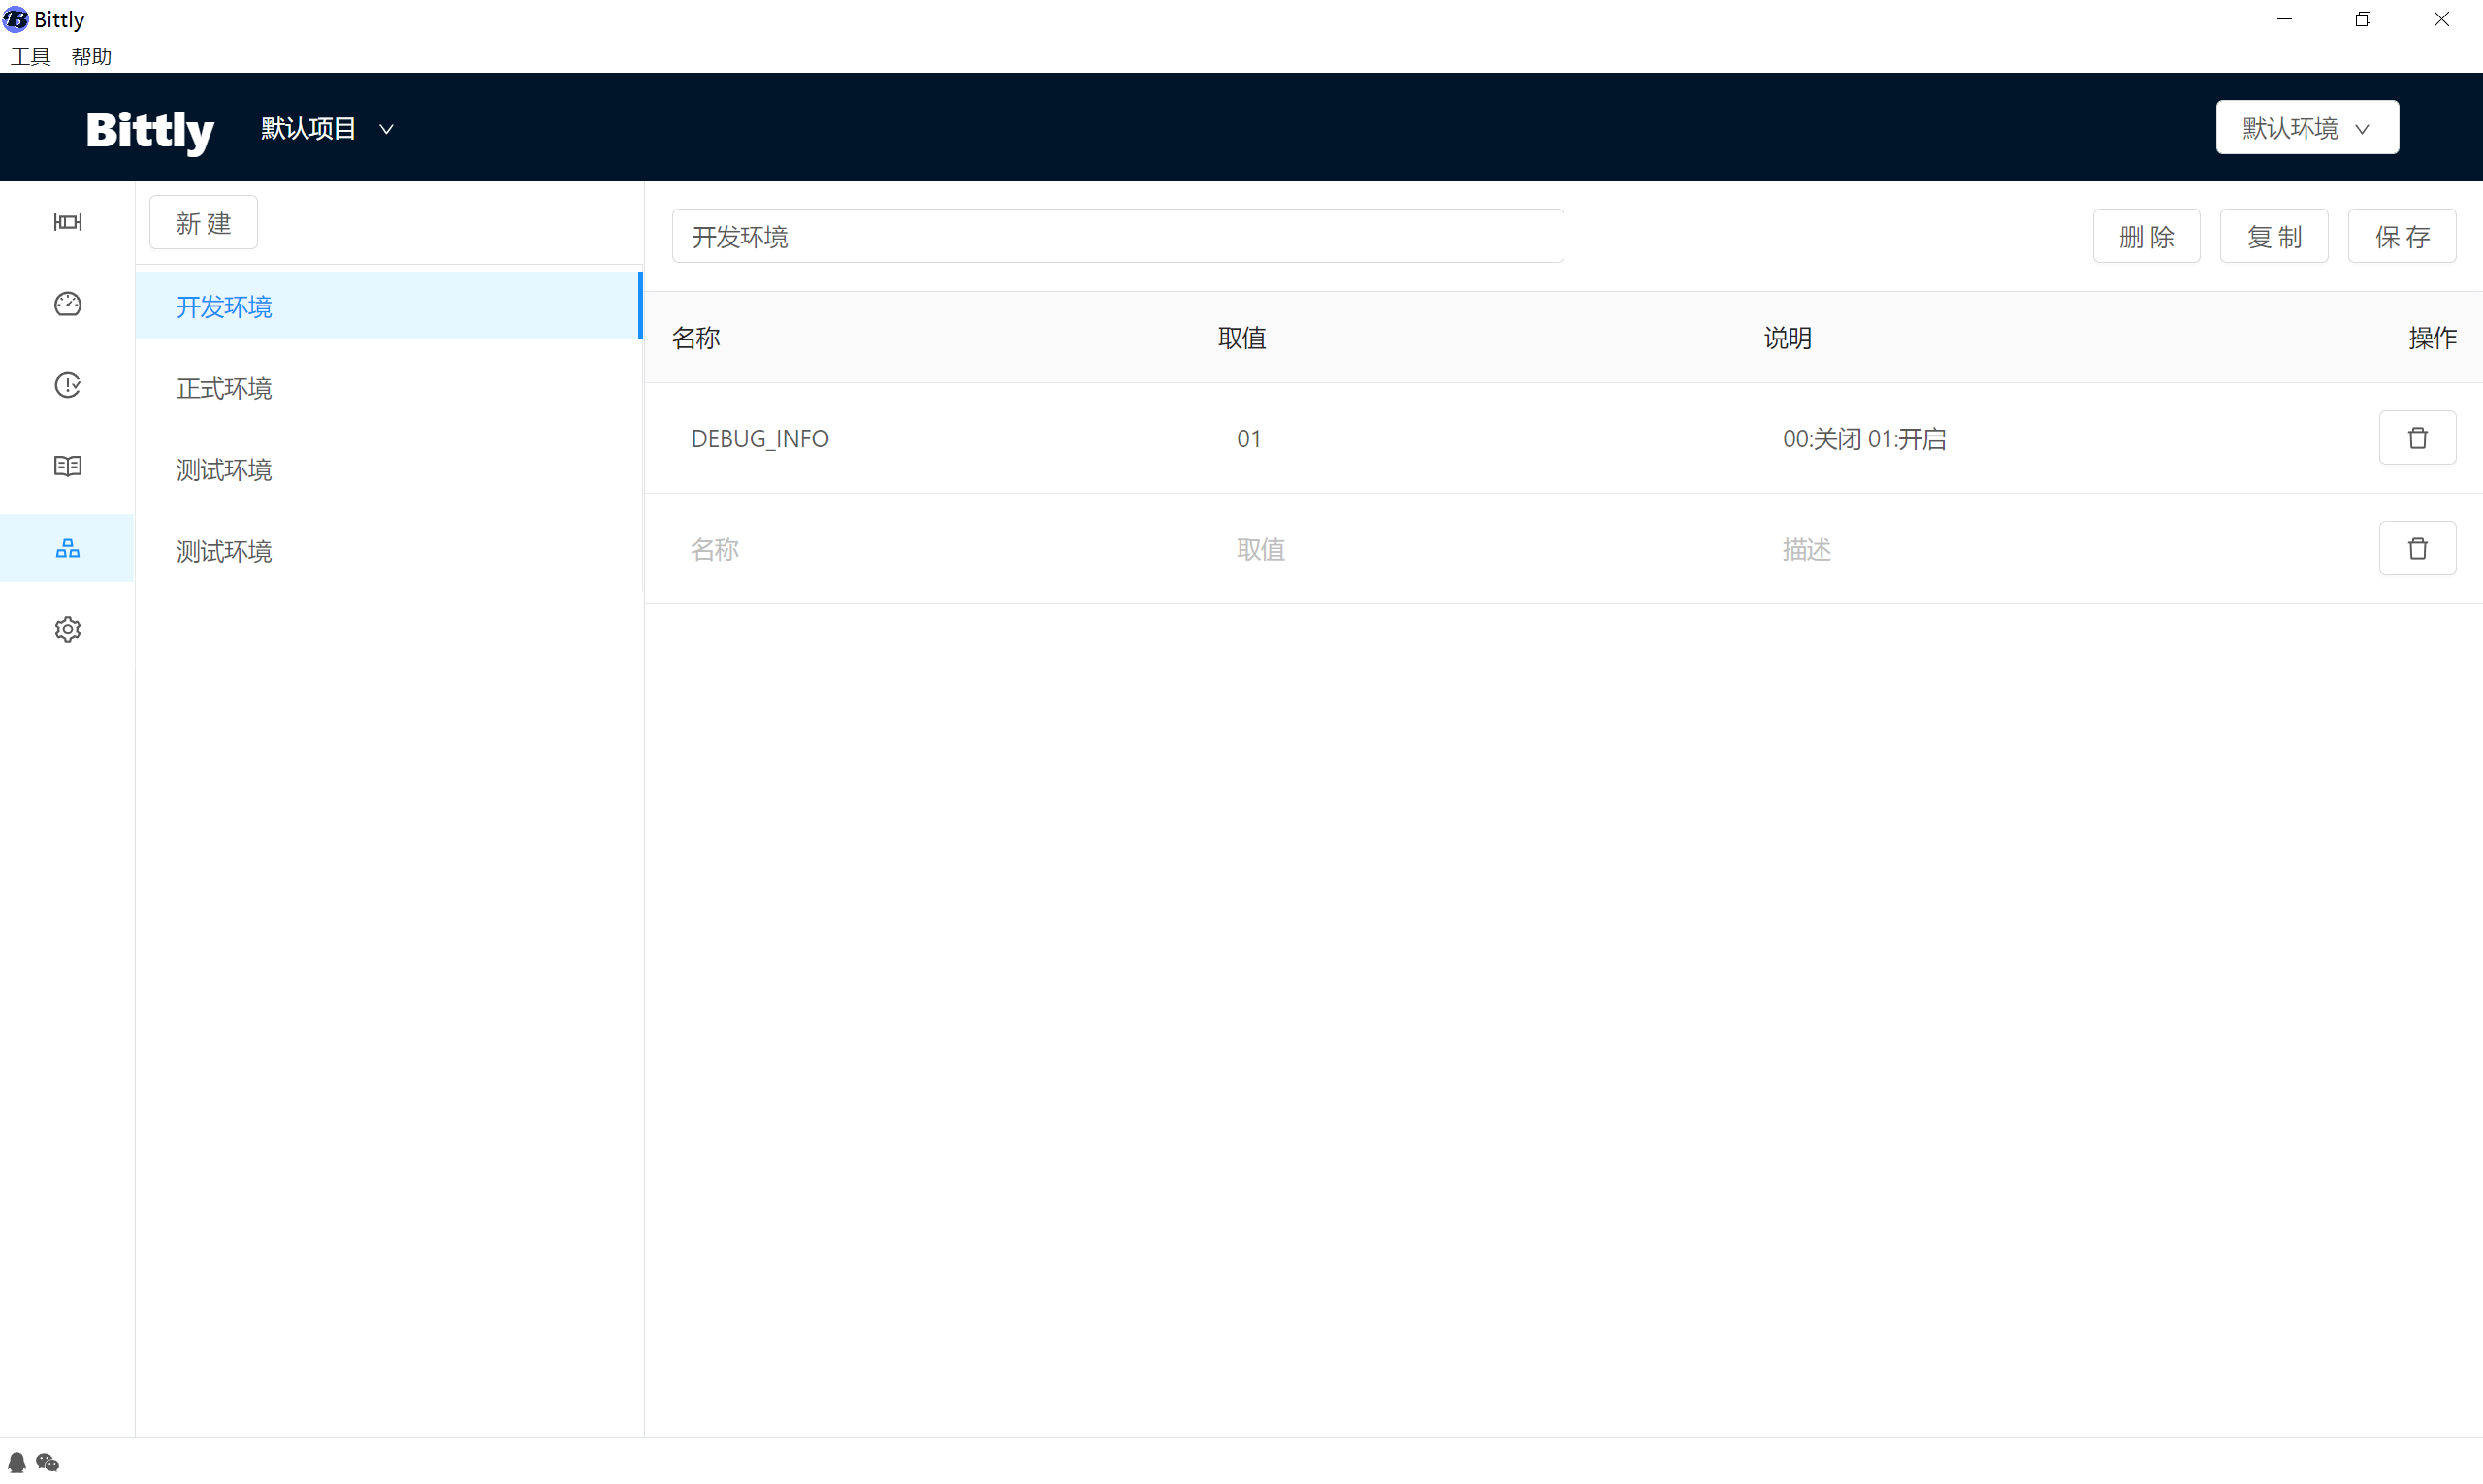 Bittly
工具 帮助
Bittly 默认项目 默认环境
新 建
开发环境
正式环境
测试环境
测试环境
开发环境 删 除 复 制 保 存
名称 取值 说明 操作
DEBUG_INFO 01 00:关闭 01:开启
名称 取值 描述